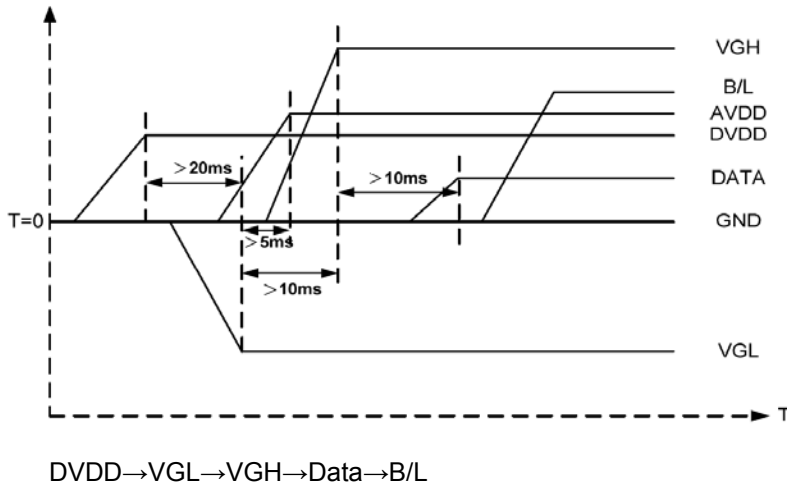 VGH
B/L
AVDD
DVDD
>20ms
>10ms
DATA
T=0
GND
>5ms
>10ms
VGL
T
DVDD→VGL→VGH→Data→B/L